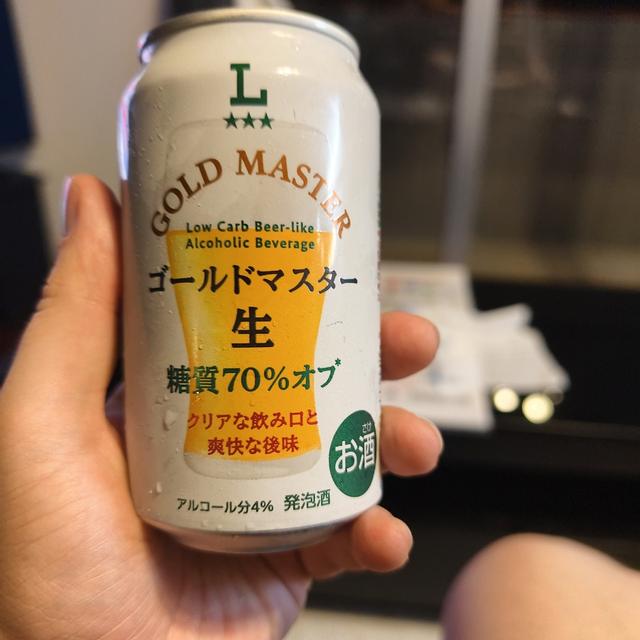 L
★★★
GOLD MASTER
Low Carb Beer-like
Alcoholic Beverage
ゴールドマスター
生
糖質70%オフ*
クリアな飲み口と
爽快な後味
さけ
お酒
アルコール分4% 発泡酒